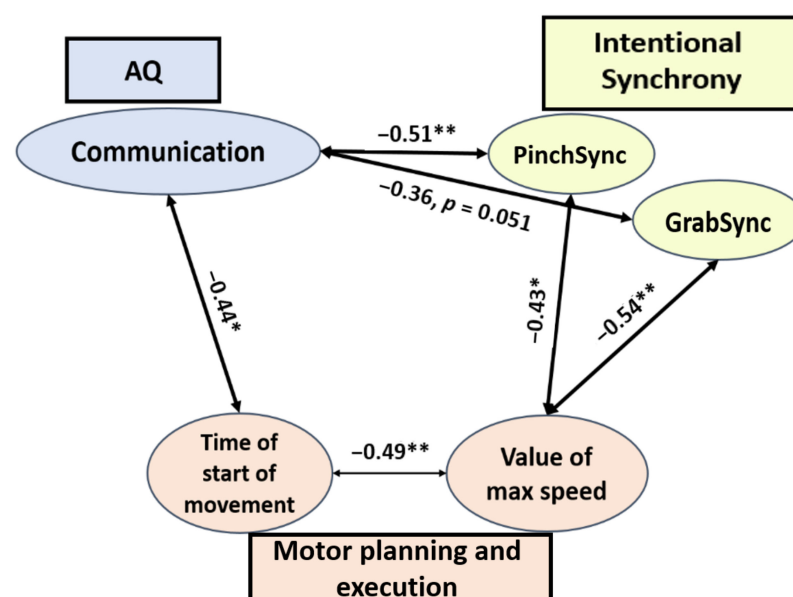 AQ
Intentional
Synchrony
Communication
−0.51**
PinchSync
−0.36, p = 0.051
GrabSync
−0.44*
−0.43*
−0.54**
Time of
start of
movement
−0.49**
Value of
max speed
Motor planning and
execution